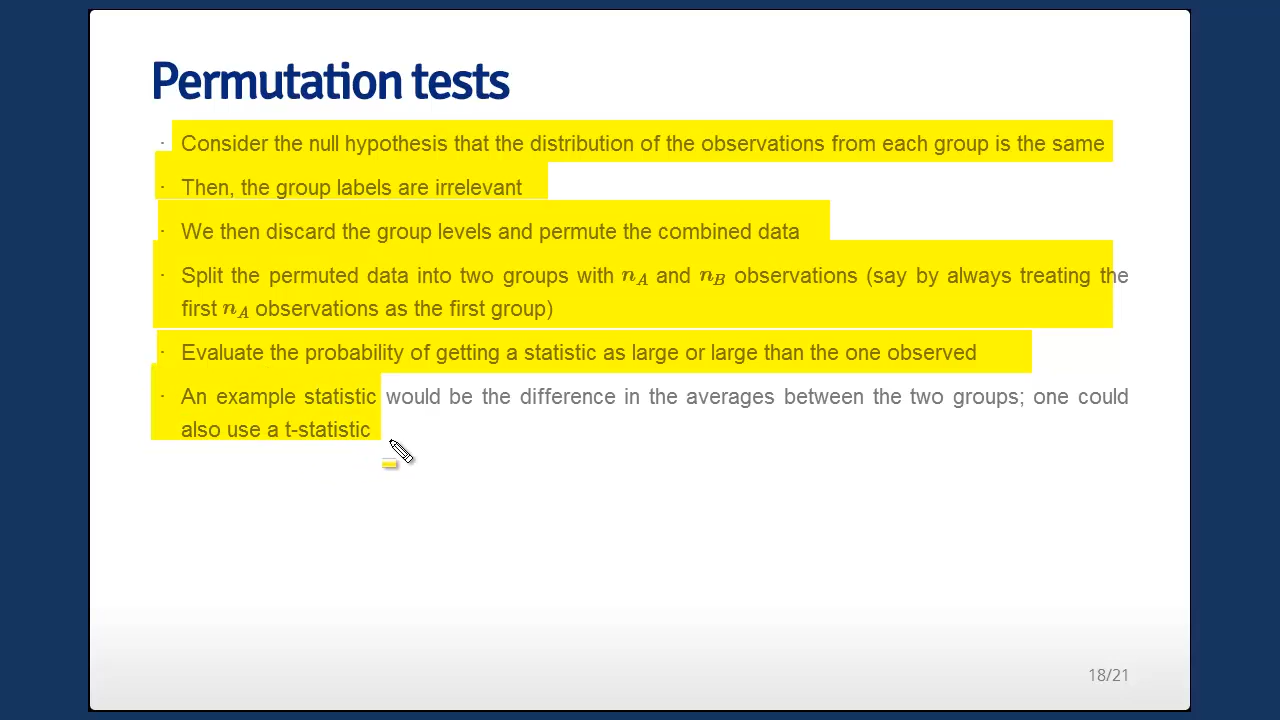 Permutation tests
· Consider the null hypothesis that the distribution of the observations from each group is the same
· Then, the group labels are irrelevant
· We then discard the group levels and permute the combined data
· Split the permuted data into two groups with n_A and n_B observations (say by always treating the
first n_A observations as the first group)
· Evaluate the probability of getting a statistic as large or large than the one observed
· An example statistic would be the difference in the averages between the two groups; one could
also use a t-statistic
18/21